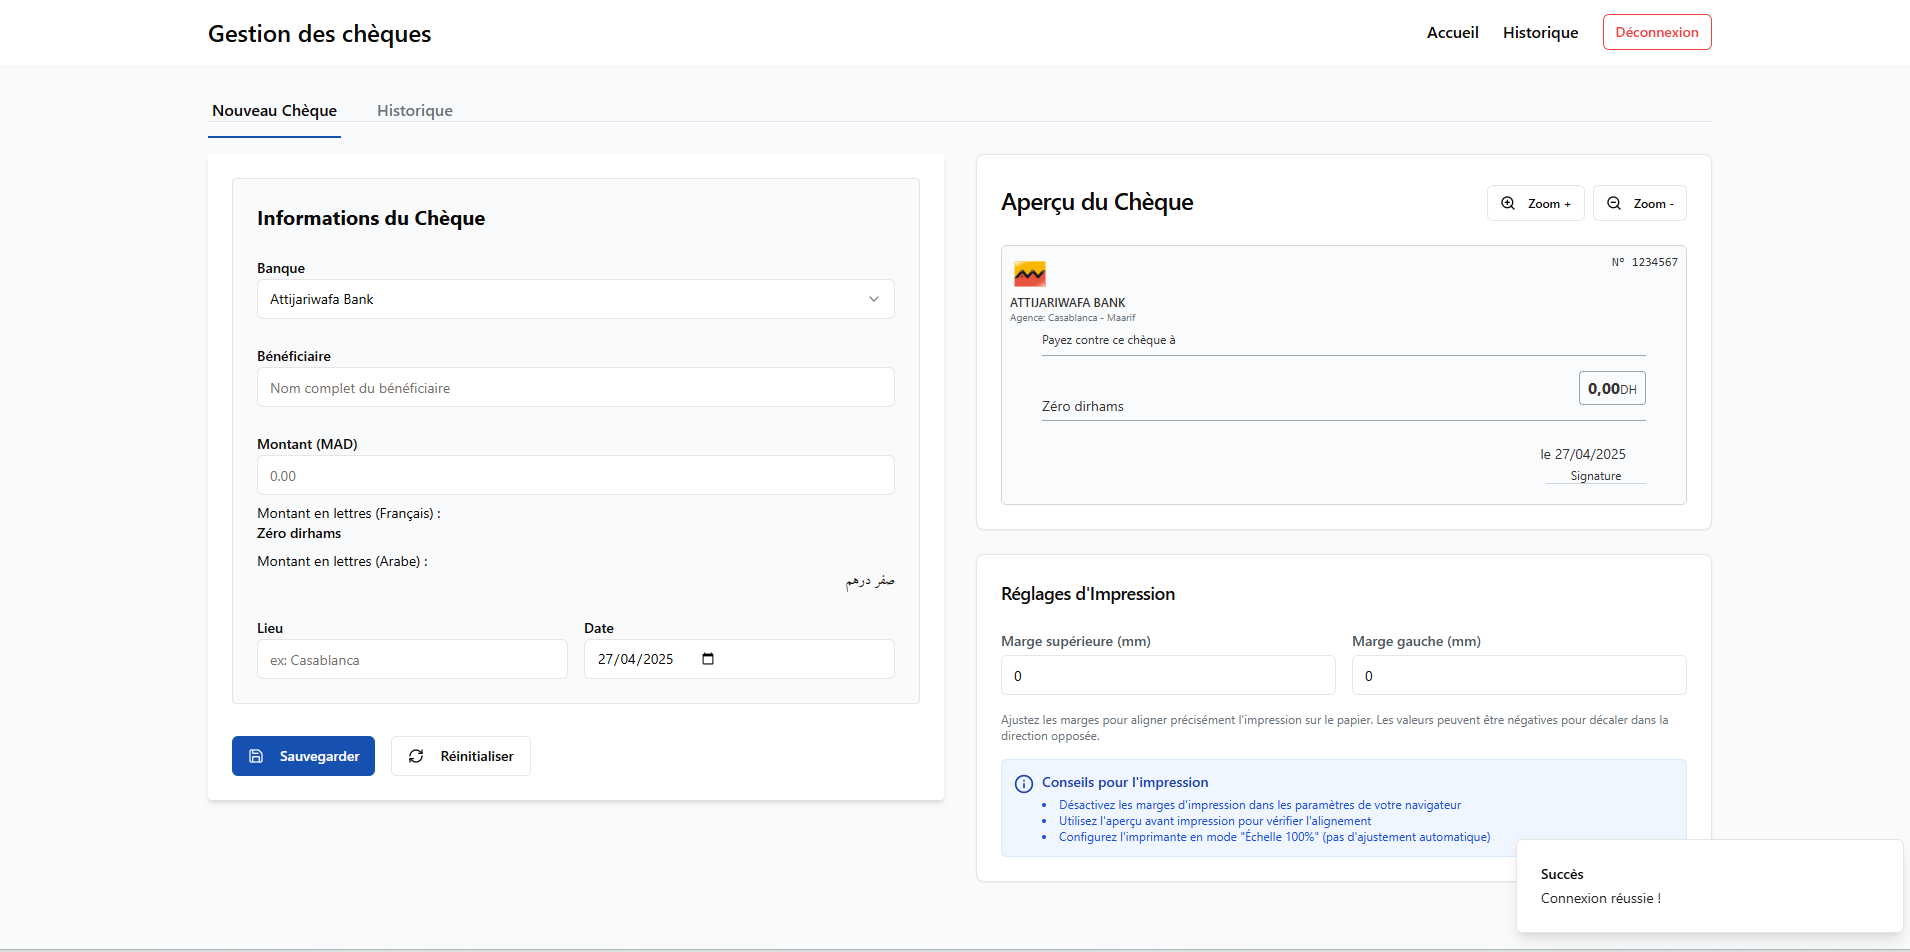 Gestion des chèques
Accueil
Historique
Déconnexion
Nouveau Chèque
Historique
Informations du Chèque
Banque
Attijariwafa Bank
Bénéficiaire
Nom complet du bénéficiaire
Montant (MAD)
0.00
Montant en lettres (Français) :
Zéro dirhams
Montant en lettres (Arabe) :
صفر درهم
Lieu
ex: Casablanca
Date
27/04/2025
Sauvegarder
Réinitialiser
Aperçu du Chèque
Zoom +
Zoom -
N° 1234567
ATTIJARIWAFA BANK
Agence: Casablanca - Maarif
Payez contre ce chèque à
0,00DH
Zéro dirhams
le 27/04/2025
Signature
Réglages d'Impression
Marge supérieure (mm)
0
Marge gauche (mm)
0
Ajustez les marges pour aligner précisément l'impression sur le papier. Les valeurs peuvent être négatives pour décaler dans la
direction opposée.
Conseils pour l'impression
• Désactivez les marges d'impression dans les paramètres de votre navigateur
• Utilisez l'aperçu avant impression pour vérifier l'alignement
• Configurez l'imprimante en mode "Échelle 100%" (pas d'ajustement automatique)
Succès
Connexion réussie !